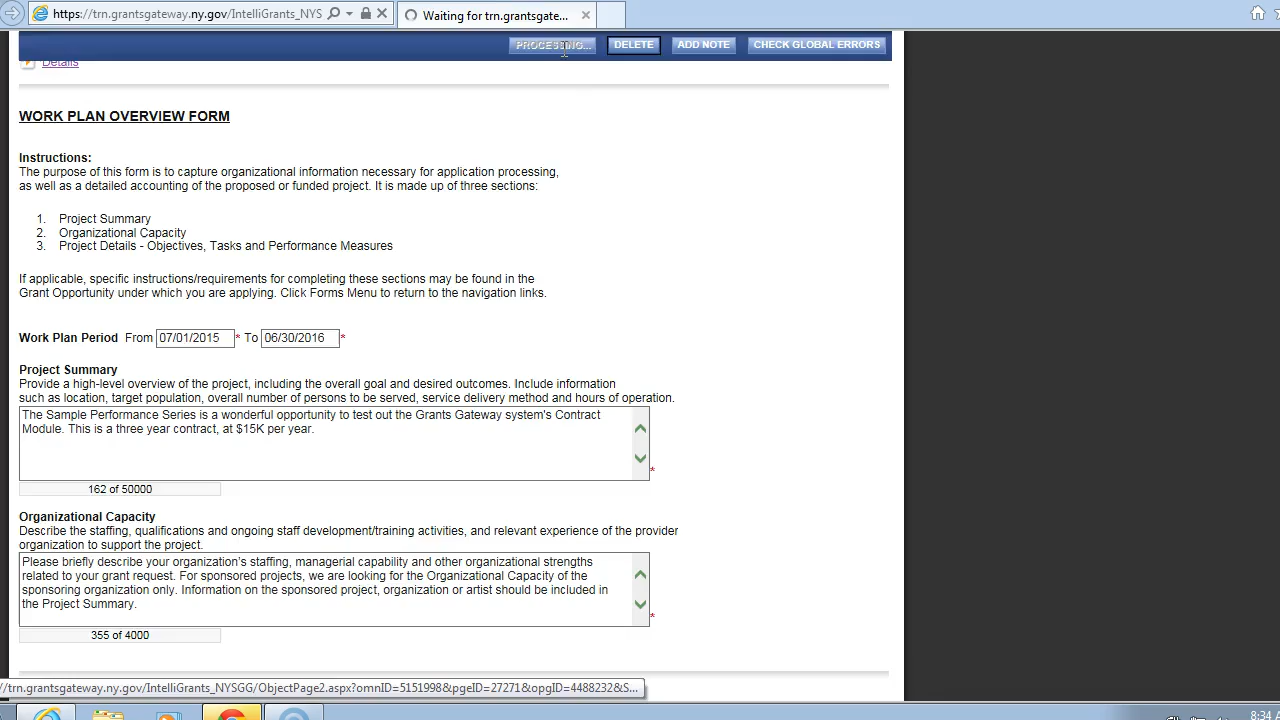 https://trn.grantsgateway.ny.gov/IntelliGrants_NYS
Waiting for trn.grantsgate...
PROCESSING...
DELETE
ADD NOTE
CHECK GLOBAL ERRORS
Details
WORK PLAN OVERVIEW FORM
Instructions:
The purpose of this form is to capture organizational information necessary for application processing,
as well as a detailed accounting of the proposed or funded project. It is made up of three sections:
1. Project Summary
2. Organizational Capacity
3. Project Details - Objectives, Tasks and Performance Measures
If applicable, specific instructions/requirements for completing these sections may be found in the
Grant Opportunity under which you are applying. Click Forms Menu to return to the navigation links.
Work Plan Period From 07/01/2015 * To 06/30/2016 *
Project Summary
Provide a high-level overview of the project, including the overall goal and desired outcomes. Include information
such as location, target population, overall number of persons to be served, service delivery method and hours of operation.
The Sample Performance Series is a wonderful opportunity to test out the Grants Gateway system's Contract
Module. This is a three year contract, at $15K per year.
*
162 of 50000
Organizational Capacity
Describe the staffing, qualifications and ongoing staff development/training activities, and relevant experience of the provider
organization to support the project.
Please briefly describe your organization's staffing, managerial capability and other organizational strengths
related to your grant request. For sponsored projects, we are looking for the Organizational Capacity of the
sponsoring organization only. Information on the sponsored project, organization or artist should be included in
the Project Summary.
*
355 of 4000
//trn.grantsgateway.ny.gov/IntelliGrants_NYSGG/ObjectPage2.aspx?omnID=5151998&pgeID=27271&opgID=4488232&S...
8:34 A